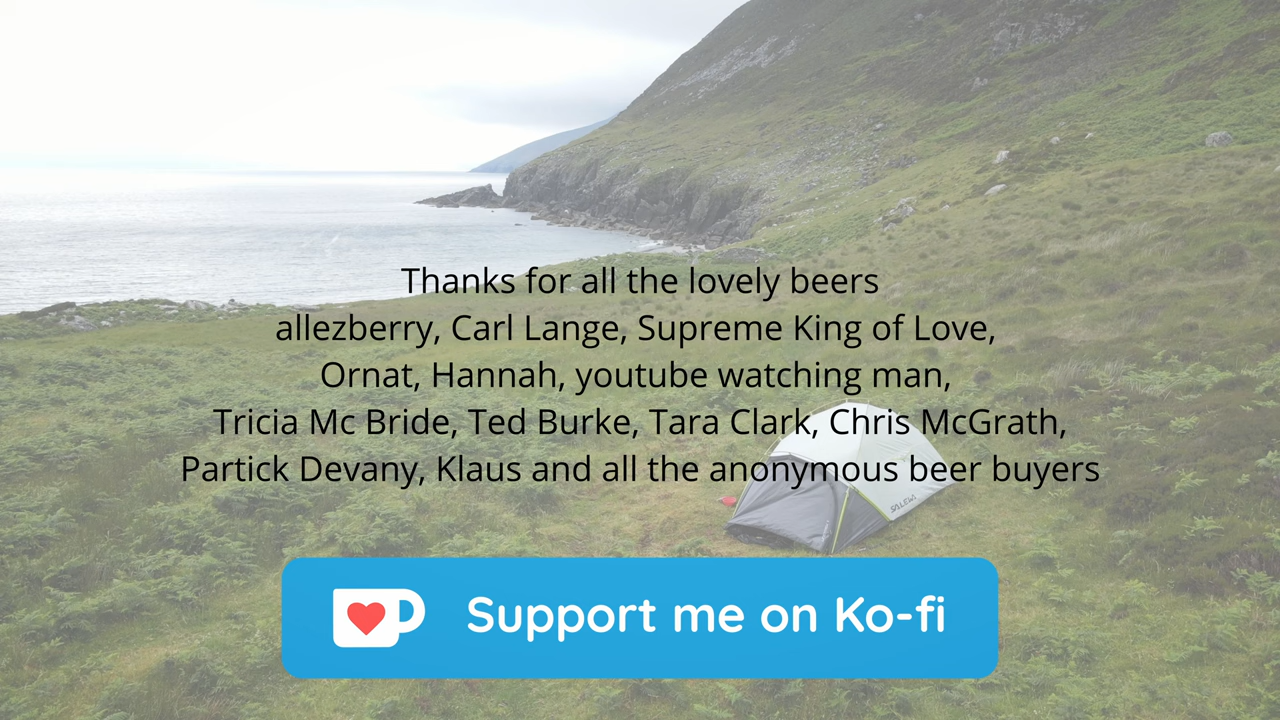 Thanks for all the lovely beers
allezberry, Carl Lange, Supreme King of Love,
Ornat, Hannah, youtube watching man,
Tricia Mc Bride, Ted Burke, Tara Clark, Chris McGrath,
Partick Devany, Klaus and all the anonymous beer buyers
SALEWA
Support me on Ko-fi